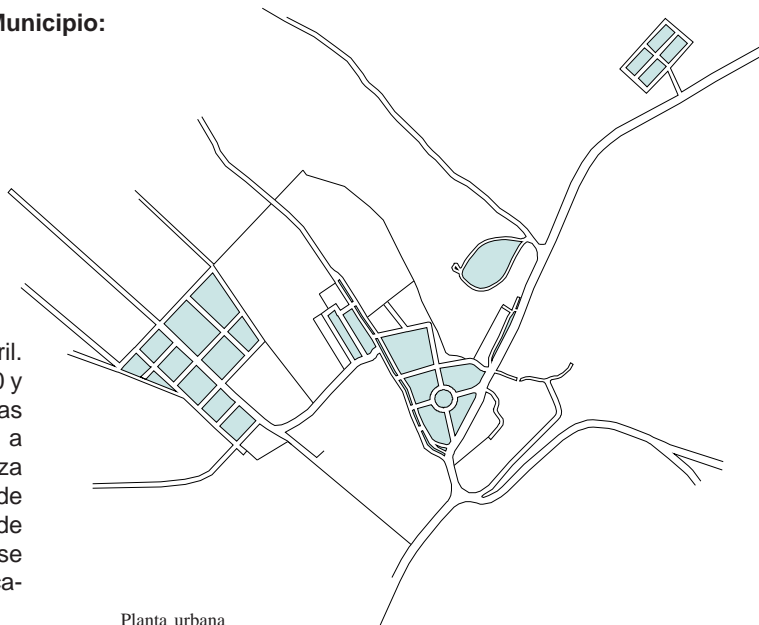 Municipio:
ril.
0 y
as
a
za
de
de
se
ca-
Planta urbana